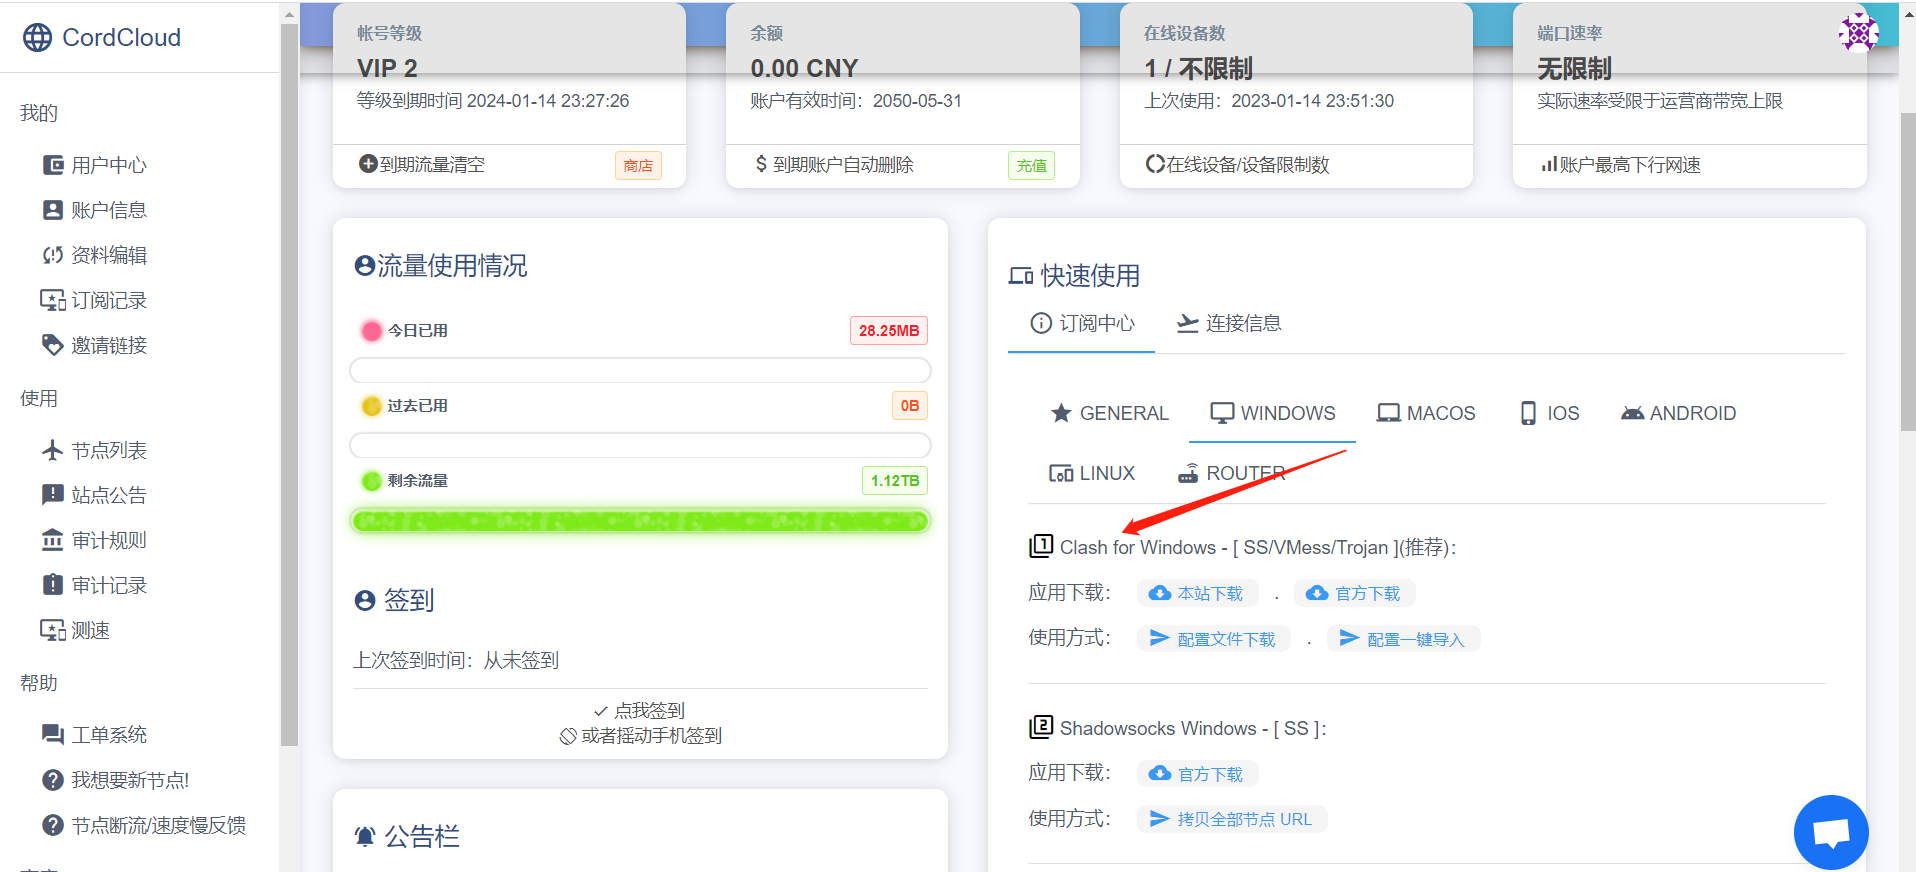 CordCloud
我的
用户中心
账户信息
资料编辑
订阅记录
邀请链接
使用
节点列表
站点公告
审计规则
审计记录
测速
帮助
工单系统
我想要新节点!
节点断流/速度慢反馈
帐号等级
VIP 2
等级到期时间 2024-01-14 23:27:26
到期流量清空 商店
余额
0.00 CNY
账户有效时间：2050-05-31
$ 到期账户自动删除 充值
在线设备数
1 / 不限制
上次使用：2023-01-14 23:51:30
在线设备/设备限制数
端口速率
无限制
实际速率受限于运营商带宽上限
账户最高下行网速
流量使用情况
今日已用 28.25MB
过去已用 0B
剩余流量 1.12TB
签到
上次签到时间：从未签到
点我签到
或者摇动手机签到
公告栏
快速使用
订阅中心 连接信息
GENERAL WINDOWS MACOS IOS ANDROID
LINUX ROUTER
1 Clash for Windows - [ SS/VMess/Trojan ](推荐)：
应用下载： 本站下载 . 官方下载
使用方式： 配置文件下载 . 配置一键导入
2 Shadowsocks Windows - [ SS ]：
应用下载： 官方下载
使用方式： 拷贝全部节点 URL